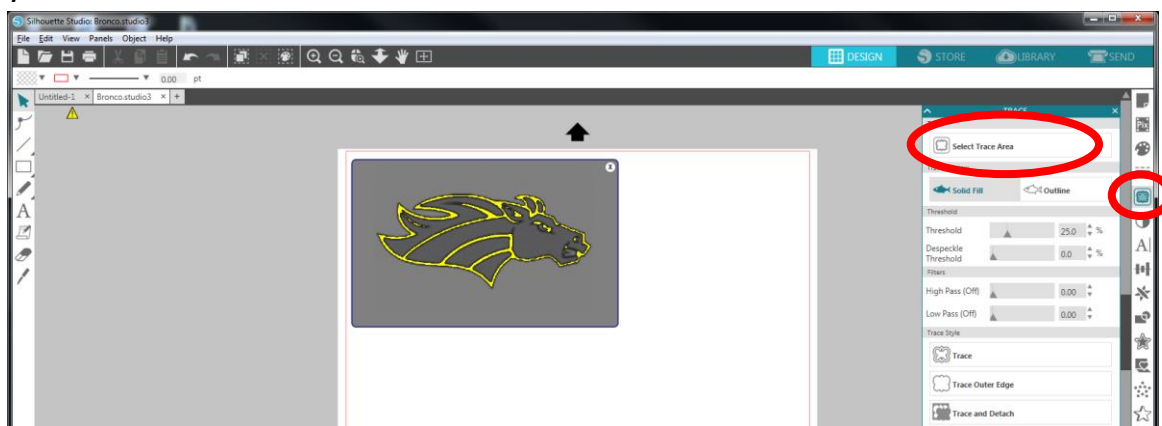 Silhouette Studio: Bronco.studio3
File Edit View Panels Object Help
DESIGN STORE LIBRARY SEND
0.00 pt
Untitled-1 × Bronco.studio3 × +
TRACE ×
Pix
Select Trace Area
Solid Fill Outline
Threshold
Threshold 25.0 %
Despeckle
Threshold 0.0 %
Filters
High Pass (Off) 0.00
Low Pass (Off) 0.00
Trace Style
Trace
Trace Outer Edge
Trace and Detach